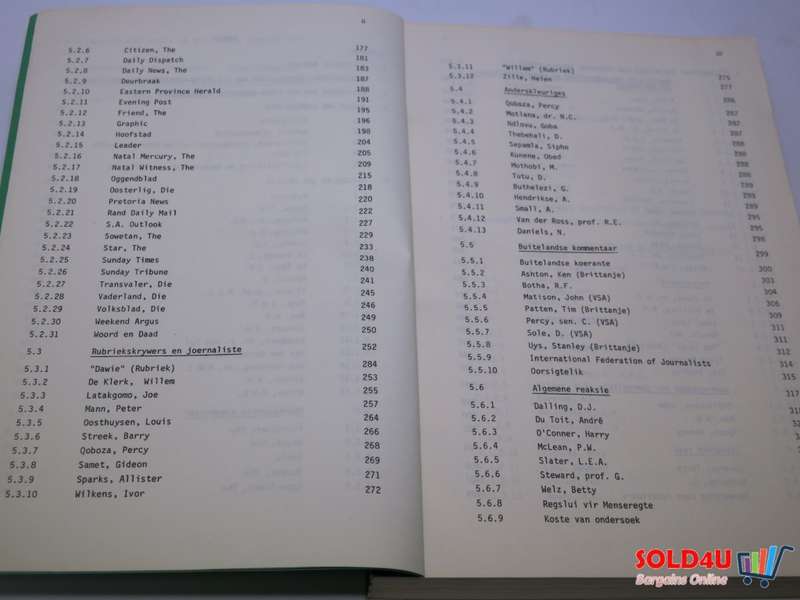 5.2.6 Citizen, The 177
5.2.7 Daily Dispatch 181
5.2.8 Daily News, The 183
5.2.9 Deurbraak 187
5.2.10 Eastern Province Herald 188
5.2.11 Evening Post 191
5.2.12 Friend, The 195
5.2.13 Graphic 196
5.2.14 Hoofstad 198
5.2.15 Leader 204
5.2.16 Natal Mercury, The 205
5.2.17 Natal Witness, The 209
5.2.18 Oggendblad 215
5.2.19 Oosterlig, Die 218
5.2.20 Pretoria News 220
5.2.21 Rand Daily Mail 222
5.2.22 S.A. Outlook 227
5.2.23 Sowetan, The 229
5.2.24 Star, The 233
5.2.25 Sunday Times 238
5.2.26 Sunday Tribune 240
5.2.27 Transvaler, Die 241
5.2.28 Vaderland, Die 245
5.2.29 Volksblad, Die 246
5.2.30 Weekend Argus 249
5.2.31 Woord en Daad 250
5.3 Rubriekskrywers en joernaliste 252
5.3.1 "Dawie" (Rubriek) 284
5.3.2 De Klerk, Willem 253
5.3.3 Latakgomo, Joe 255
5.3.4 Mann, Peter 257
5.3.5 Oosthuysen, Louis 264
5.3.6 Streek, Barry 266
5.3.7 Qoboza, Percy 268
5.3.8 Samet, Gideon 269
5.3.9 Sparks, Allister 271
5.3.10 Wilkens, Ivor 272
5.3.11 "Willem" (Rubriek)
5.3.12 Zille, Helen 275
5.4 Anderskleuriges 277
5.4.1 Qoboza, Percy 286
5.4.2 Motlana, dr. N.C. 287
5.4.3 Ndlovu, Goba 287
5.4.4 Thebehali, D. 287
5.4.5 Sepamla, Sipho 288
5.4.6 Kunene, Obed 288
5.4.7 Mothobi, M. 288
5.4.8 Tutu, D. 288
5.4.9 Buthelezi, G. 289
5.4.10 Hendrikse, A. 289
5.4.11 Small, A. 289
5.4.12 Van der Ross, prof. R.E. 295
5.4.13 Daniels, N. 295
298
5.5 Buitelandse kommentaar 299
5.5.1 Buitelandse koerante 300
5.5.2 Ashton, Ken (Brittanje) 303
5.5.3 Botha, R.F. 304
5.5.4 Matison, John (VSA) 306
5.5.5 Patten, Tim (Brittanje) 309
5.5.6 Percy, sen. C. (VSA) 310
5.5.7 Sole, D. (VSA) 311
5.5.8 Uys, Stanley (Brittanje) 312
5.5.9 International Federation of Journalists 314
5.5.10 Oorsigtelik 315
5.6 Algemene reaksie 317
5.6.1 Dalling, D.J.
5.6.2 Du Toit, André
5.6.3 O'Conner, Harry
5.6.4 McLean, P.W.
5.6.5 Slater, L.E.A.
5.6.6 Steward, prof. G.
5.6.7 Welz, Betty
5.6.8 Regslui vir Menseregte
5.6.9 Koste van ondersoek
SOLD4U
Bargains Online